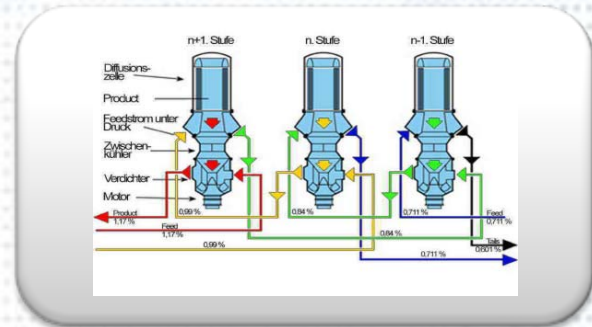 n+1. Stufe
n. Stufe
n-1. Stufe
Diffusions-
zelle
Product
Feedstrom unter
Druck
Zwischen-
kühler
Verdichter
Motor
Product
1,17 %
0,99 %
0,84 %
0,711 %
Feed
0,711 %
Feed
1,17 %
0,84 %
Tails
0,601 %
0,99 %
0,711 %